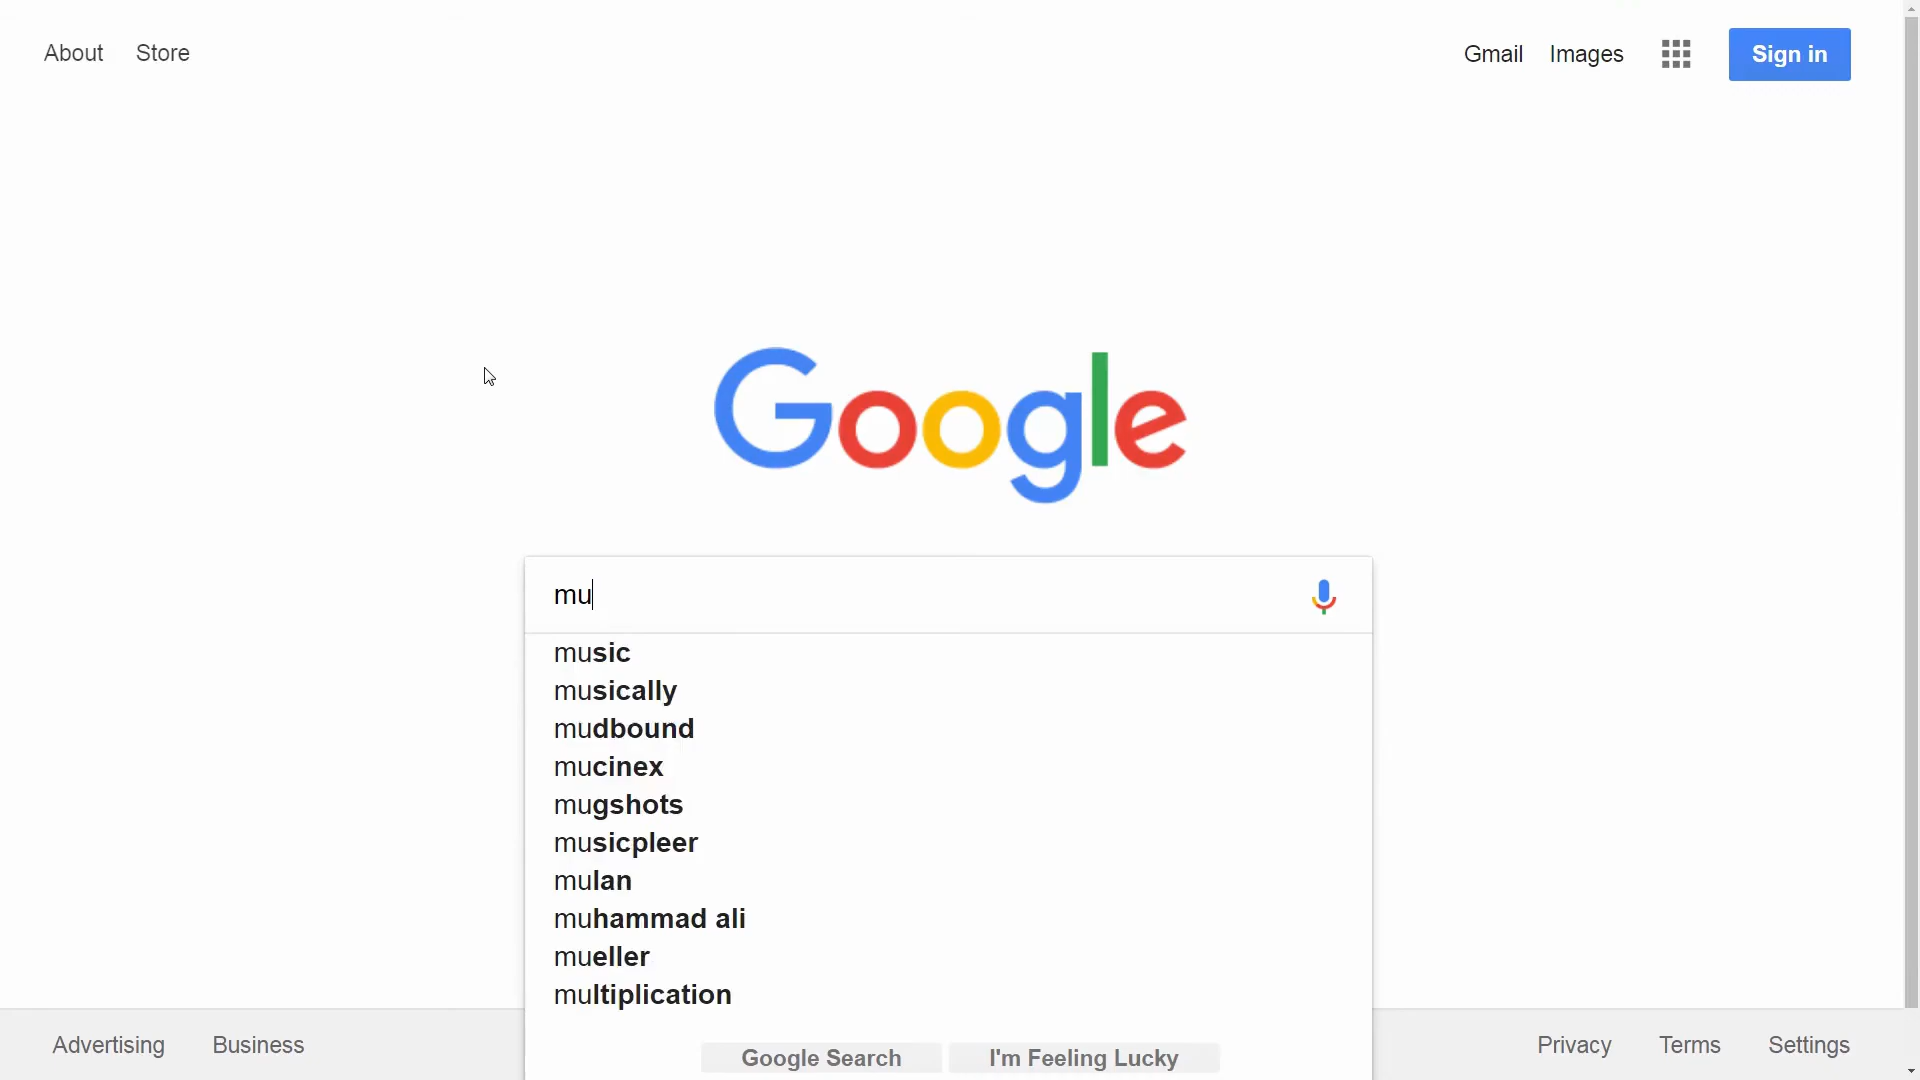 About Store
Gmail Images Sign in
Google
mu
music
musically
mudbound
mucinex
mugshots
musicpleer
mulan
muhammad ali
mueller
multiplication
Google Search I'm Feeling Lucky
Advertising Business
Privacy Terms Settings